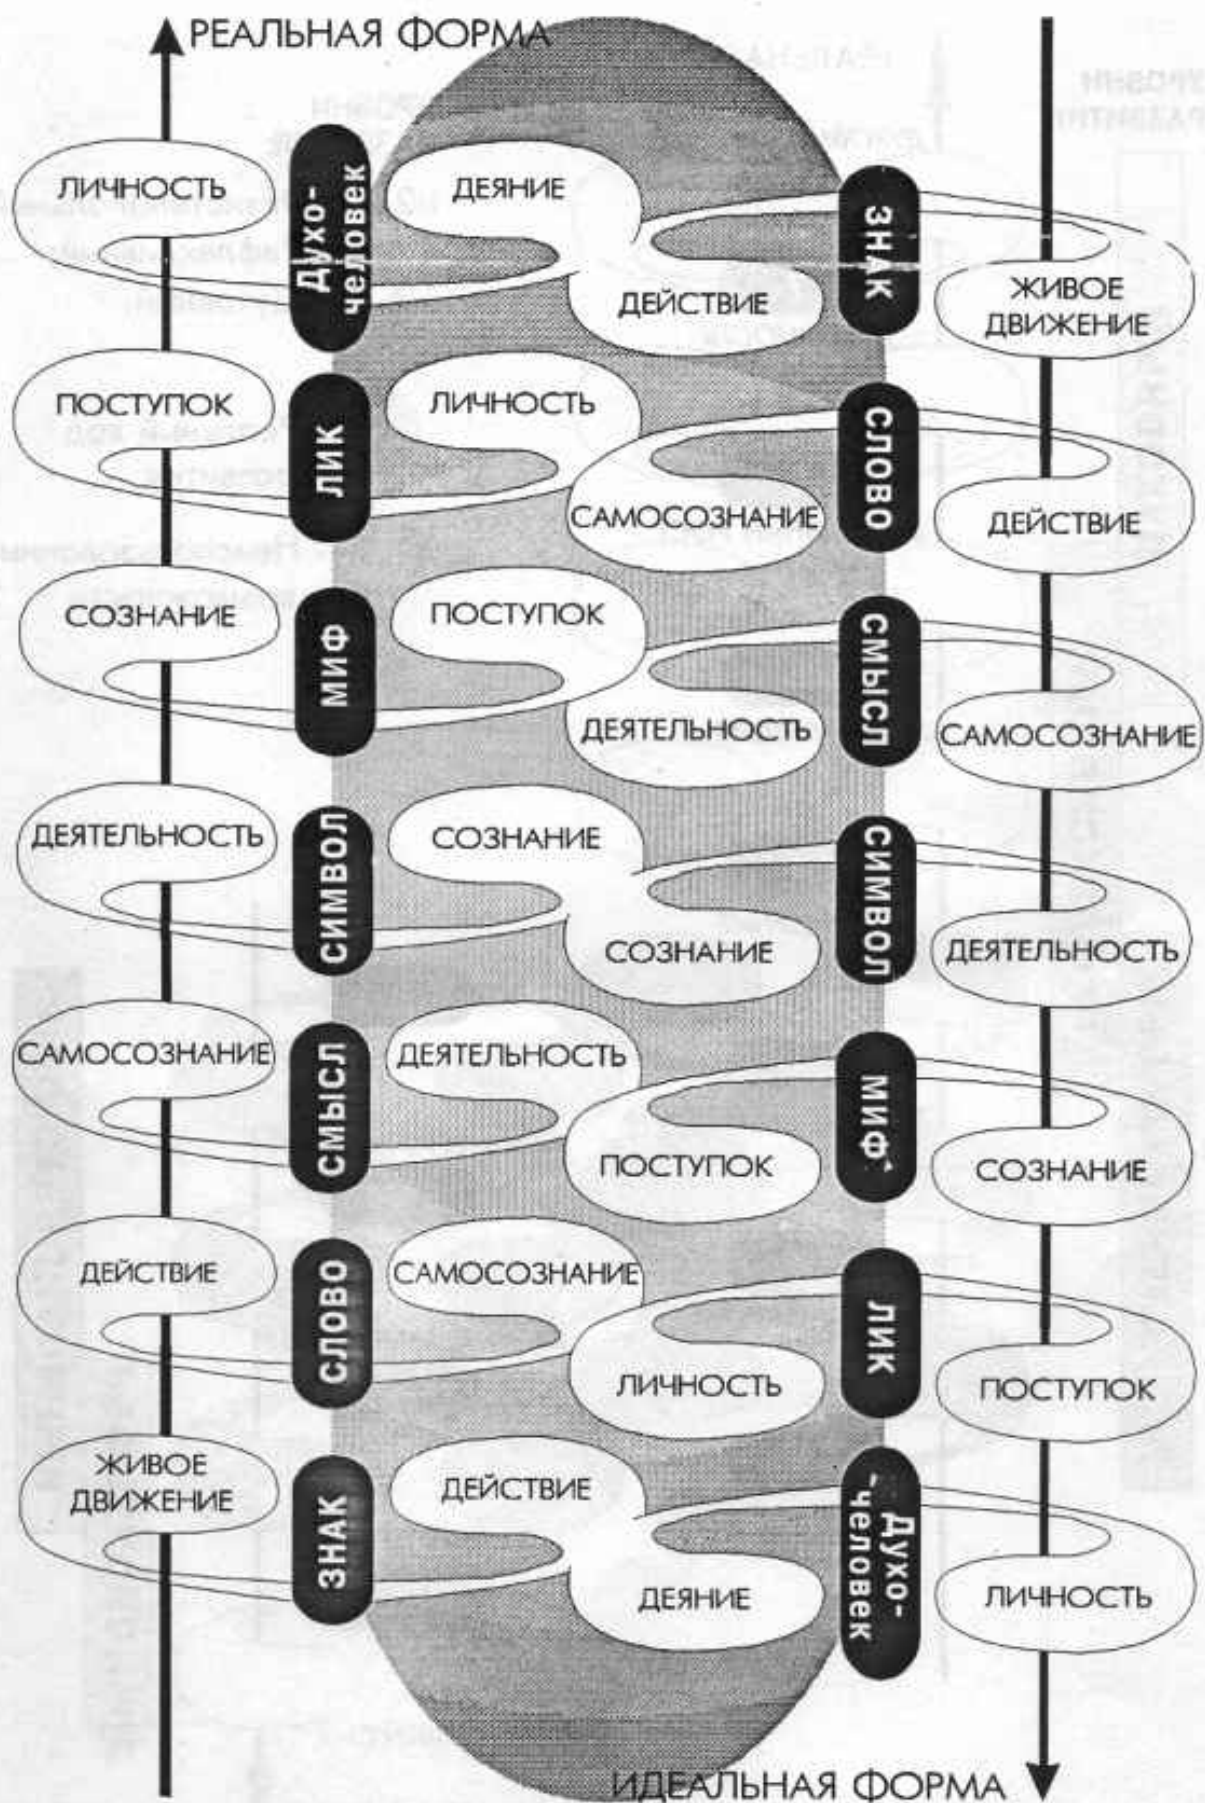 РЕАЛЬНАЯ ФОРМА
ЛИЧНОСТЬ
Духо-
человек
ДЕЯНИЕ
ДЕЙСТВИЕ
ЗНАК
ЖИВОЕ
ДВИЖЕНИЕ
ПОСТУПОК
ЛИК
ЛИЧНОСТЬ
САМОСОЗНАНИЕ
СЛОВО
ДЕЙСТВИЕ
СОЗНАНИЕ
МИФ
ПОСТУПОК
ДЕЯТЕЛЬНОСТЬ
СМЫСЛ
САМОСОЗНАНИЕ
ДЕЯТЕЛЬНОСТЬ
СИМВОЛ
СОЗНАНИЕ
СОЗНАНИЕ
СИМВОЛ
ДЕЯТЕЛЬНОСТЬ
САМОСОЗНАНИЕ
СМЫСЛ
ДЕЯТЕЛЬНОСТЬ
ПОСТУПОК
МИФ
СОЗНАНИЕ
ДЕЙСТВИЕ
СЛОВО
САМОСОЗНАНИЕ
ЛИЧНОСТЬ
ЛИК
ПОСТУПОК
ЖИВОЕ
ДВИЖЕНИЕ
ЗНАК
ДЕЙСТВИЕ
ДЕЯНИЕ
Духо-
-человек
ЛИЧНОСТЬ
ИДЕАЛЬНАЯ ФОРМА